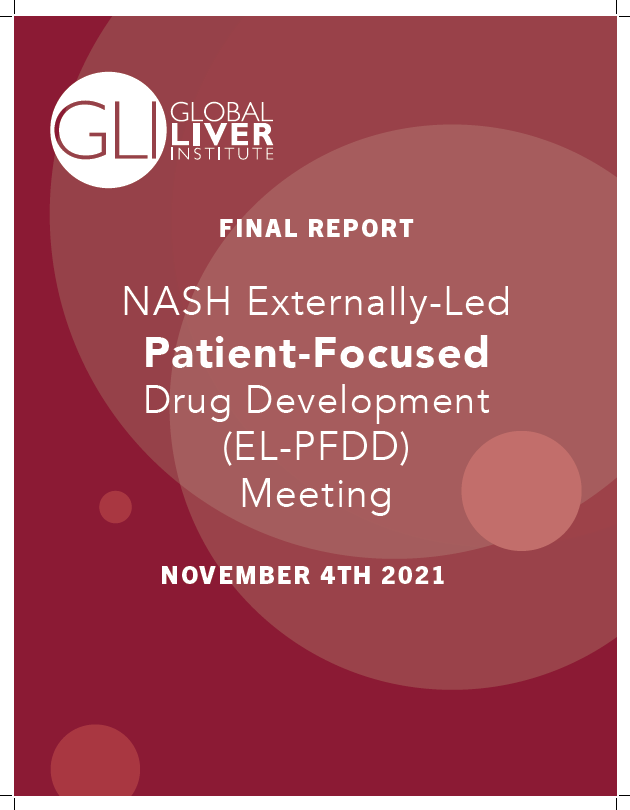 GLI
GLOBAL
LIVER
INSTITUTE
FINAL REPORT
NASH Externally-Led
Patient-Focused
Drug Development
(EL-PFDD)
Meeting
NOVEMBER 4TH 2021